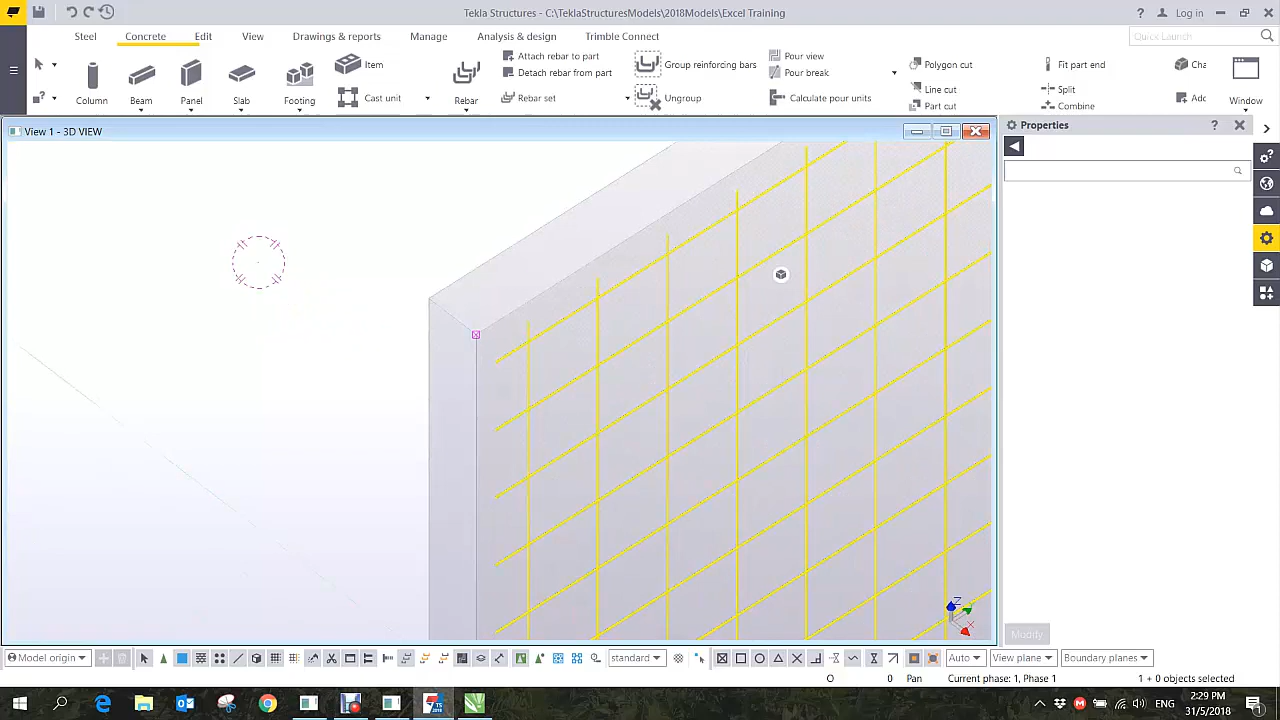 Tekla Structures - C:\TeklaStructuresModels\2018Models\Excel Training
? Log in
Steel Concrete Edit View Drawings & reports Manage Analysis & design Trimble Connect
Quick Launch
Column
Beam
Panel
Slab
Footing
Item
Cast unit
Rebar
Attach rebar to part
Detach rebar from part
Rebar set
Group reinforcing bars
Ungroup
Pour view
Pour break
Calculate pour units
Polygon cut
Line cut
Part cut
Fit part end
Split
Combine
Cha
Adc
Window
View 1 - 3D VIEW
Properties
?
Z
X
Modify
Model origin
standard
Auto
View plane
Boundary planes
O 0 Pan Current phase: 1, Phase 1 1 + 0 objects selected
ENG
2:29 PM
31/5/2018
1